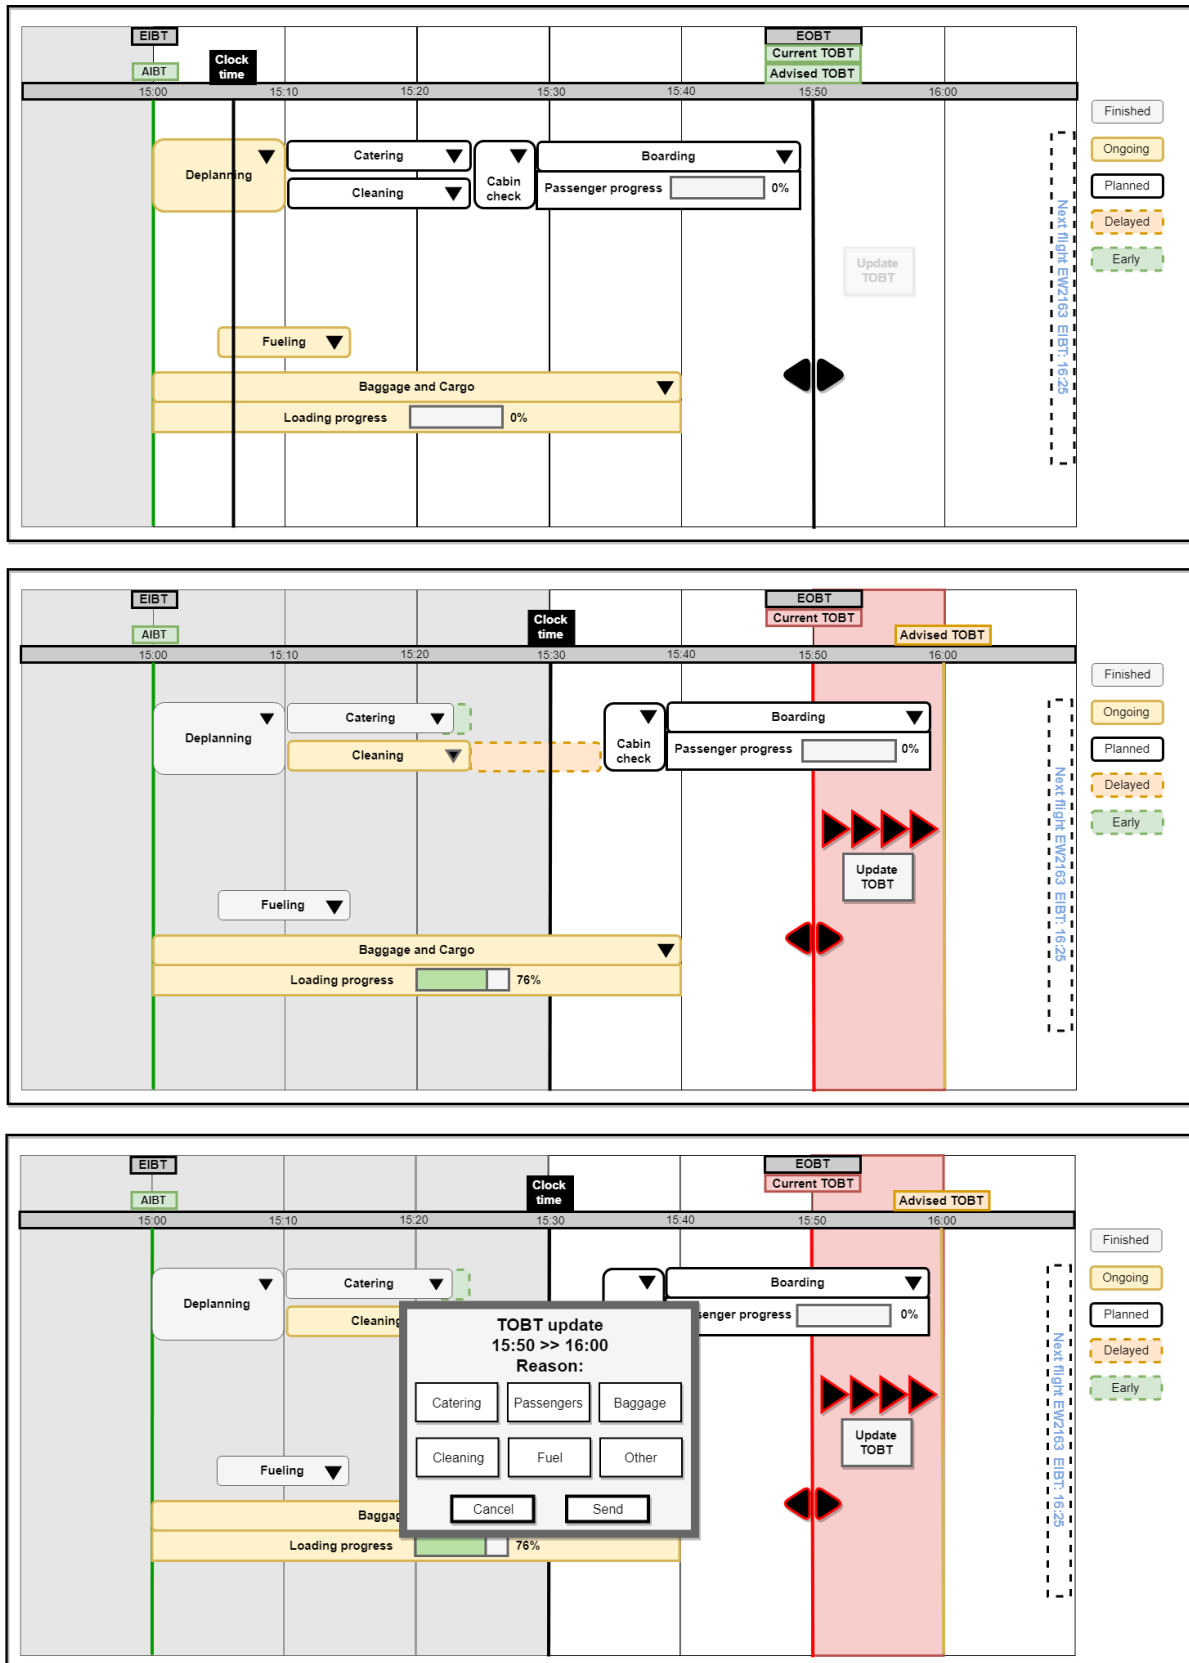 EIBT
EOBT
Clock
time
Current TOBT
AIBT
Advised TOBT
15:00
15:10
15:20
15:30
15:40
15:50
16:00
Finished
Ongoing
Planned
Delayed
Early
Deplanning
Catering
Cleaning
Cabin
check
Boarding
Passenger progress
0%
Update
TOBT
Fueling
Baggage and Cargo
Loading progress
0%
Next flight EW2163 EIBT: 16:25
EIBT
EOBT
Clock
time
Current TOBT
AIBT
Advised TOBT
15:00
15:10
15:20
15:30
15:40
15:50
16:00
Finished
Ongoing
Planned
Delayed
Early
Deplanning
Catering
Cleaning
Cabin
check
Boarding
Passenger progress
0%
Update
TOBT
Fueling
Baggage and Cargo
Loading progress
76%
Next flight EW2163 EIBT: 16:25
EIBT
EOBT
Clock
time
Current TOBT
AIBT
Advised TOBT
15:00
15:10
15:20
15:30
15:40
15:50
16:00
Finished
Ongoing
Planned
Delayed
Early
Deplanning
Catering
Cleaning
Boarding
senger progress
0%
TOBT update
15:50 >> 16:00
Reason:
Catering
Passengers
Baggage
Cleaning
Fuel
Other
Cancel
Send
Update
TOBT
Fueling
Baggag
Loading progress
76%
Next flight EW2163 EIBT: 16:25